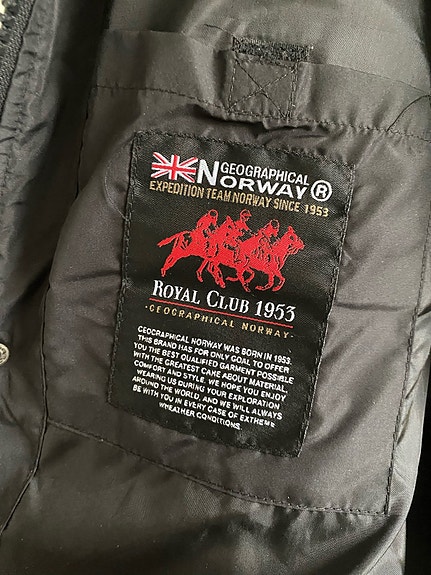 GEOGRAPHICAL
NORWAY®
EXPEDITION TEAM NORWAY SINCE 1953
ROYAL CLUB 1953
·GEOGRAPHICAL NORWAY·
GEOGRAPHICAL NORWAY WAS BORN IN 1953.
THIS BRAND HAS FOR ONLY GOAL TO OFFER
YOU THE BEST QUALIFIED GARMENT POSSIBLE
WITH THE GREATEST CARE ABOUT MATERIAL,
COMFORT AND STYLE. WE HOPE YOU ENJOY
WEARING US DURING YOUR EXPLORATION
AROUND THE WORLD, AND WE WILL ALWAYS
BE WITH YOU IN EVERY CASE OF EXTREME
WHEATHER CONDITIONS.